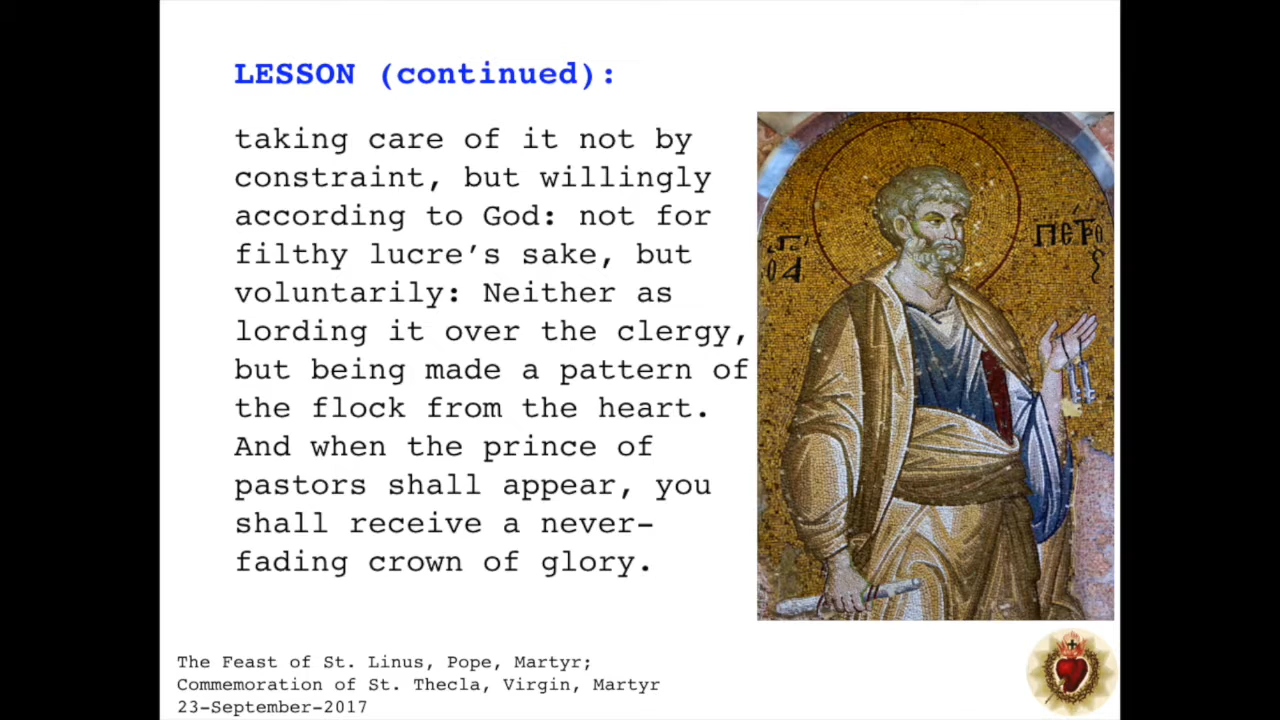 LESSON (continued):
taking care of it not by
constraint, but willingly
according to God: not for
filthy lucre’s sake, but
voluntarily: Neither as
lording it over the clergy,
but being made a pattern of
the flock from the heart.
And when the prince of
pastors shall appear, you
shall receive a never-
fading crown of glory.
ΠΕΤΡΟ
ς
The Feast of St. Linus, Pope, Martyr;
Commemoration of St. Thecla, Virgin, Martyr
23-September-2017